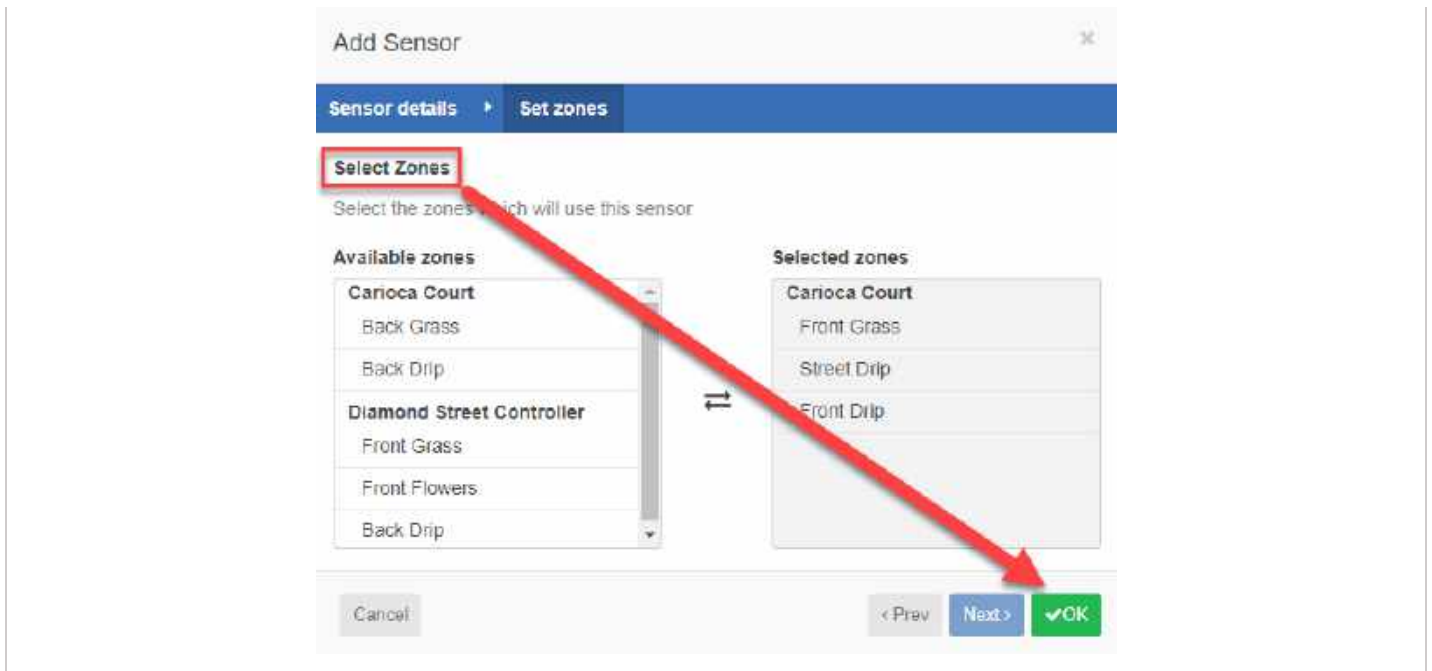 Add Sensor ×
Sensor details Set zones
Select Zones
Select the zones which will use this sensor
Available zones
Carioca Court
Back Grass
Back Drip
Diamond Street Controller
Front Grass
Front Flowers
Back Drip
Selected zones
Carioca Court
Front Grass
Street Drip
Front Drip
Cancel
‹ Prev Next › ✔OK